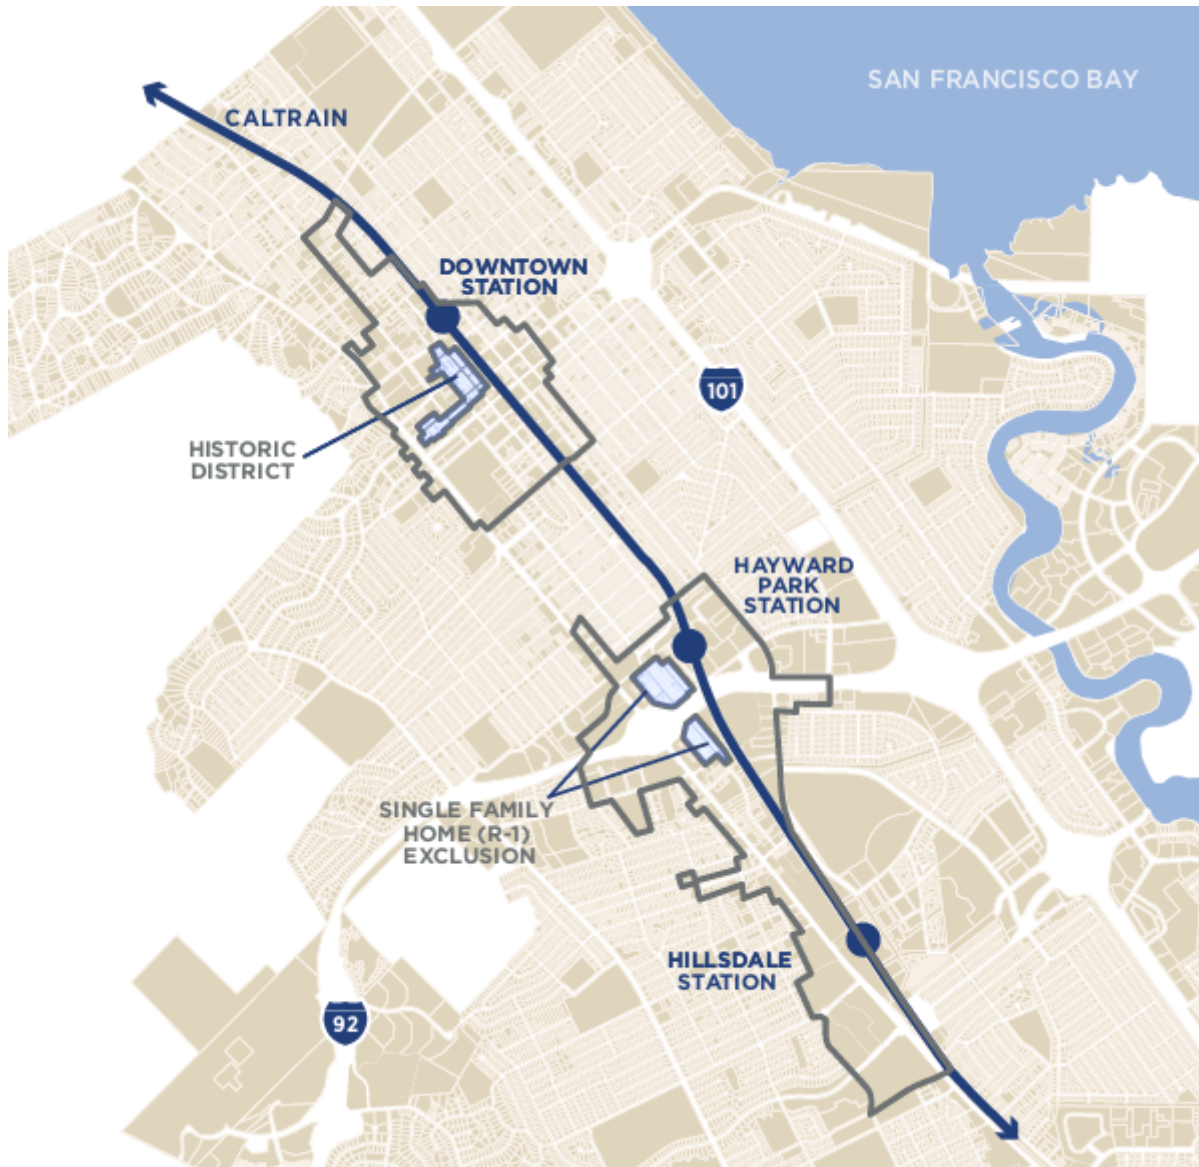 SAN FRANCISCO BAY
CALTRAIN
DOWNTOWN
STATION
101
HISTORIC
DISTRICT
HAYWARD
PARK
STATION
SINGLE FAMILY
HOME (R-1)
EXCLUSION
HILLSDALE
STATION
92